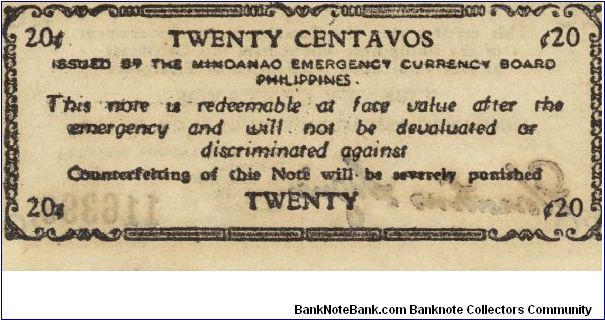 20¢ TWENTY CENTAVOS ¢20
ISSUED BY THE MINDANAO EMERGENCY CURRENCY BOARD
PHILIPPINES.
This note is redeemable at face value after the
emergency and will not be devaluated or
discriminated against
Counterfeiting of this Note will be severely punished
20¢ TWENTY ¢20
BankNoteBank.com Banknote Collectors Community